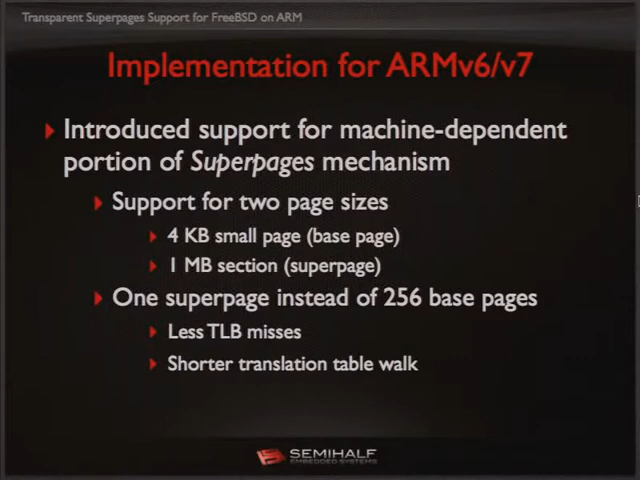 Transparent Superpages Support for FreeBSD on ARM
Implementation for ARMv6/v7
Introduced support for machine-dependent
portion of Superpages mechanism
Support for two page sizes
4 KB small page (base page)
1 MB section (superpage)
One superpage instead of 256 base pages
Less TLB misses
Shorter translation table walk
SEMIHALF
EMBEDDED SYSTEMS